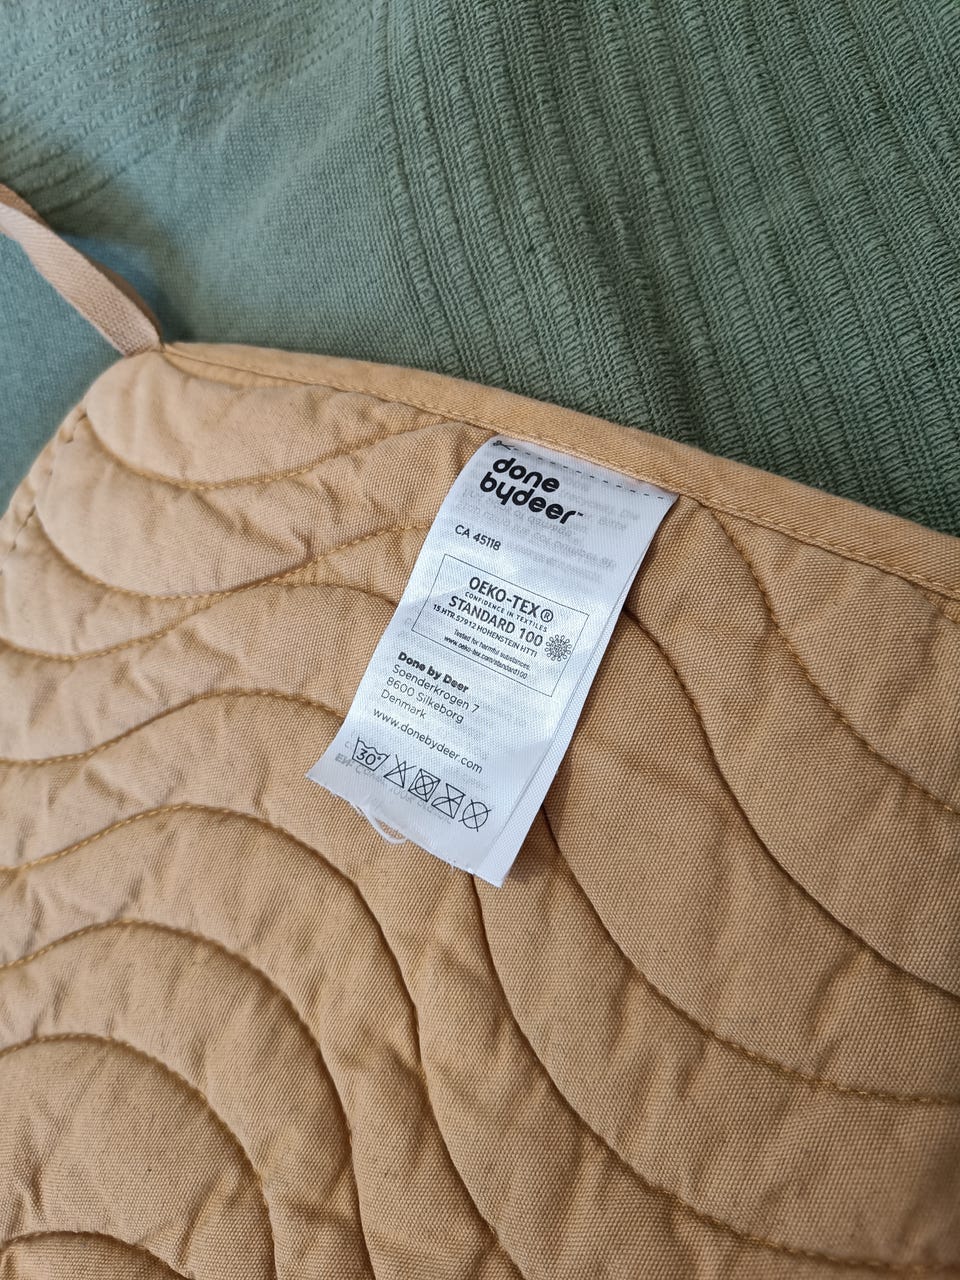 done
bydeer™
CA 45118
OEKO-TEX®
CONFIDENCE IN TEXTILES
STANDARD 100
15.HTR.57912 HOHENSTEIN HTTI
Tested for harmful substances.
www.oeko-tex.com/standard100
Done by Deer
Soenderkrogen 7
8600 Silkeborg
Denmark
www.donebydeer.com
30°